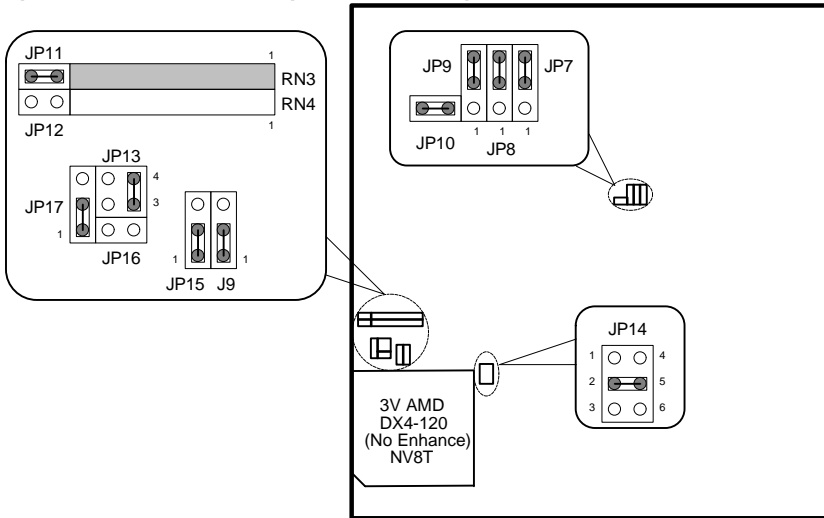 JP11
1
RN3
RN4
JP12
1
JP13
4
JP17
3
1
JP16
1
1
JP15 J9
JP9
JP7
1 1 1
JP10
JP8
JP14
1 4
2 5
3 6
3V AMD
DX4-120
(No Enhance)
NV8T